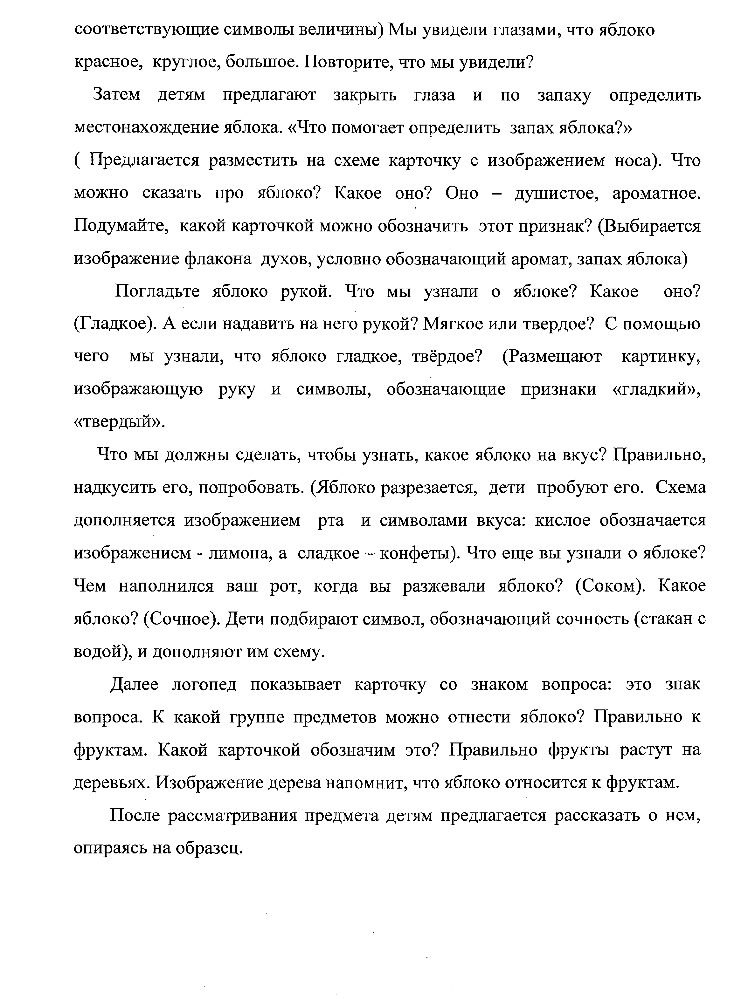 соответствующие символы величины) Мы увидели глазами, что яблоко
красное, круглое, большое. Повторите, что мы увидели?
Затем детям предлагают закрыть глаза и по запаху определить
местонахождение яблока. «Что помогает определить запах яблока?»
( Предлагается разместить на схеме карточку с изображением носа). Что
можно сказать про яблоко? Какое оно? Оно – душистое, ароматное.
Подумайте, какой карточкой можно обозначить этот признак? (Выбирается
изображение флакона духов, условно обозначающий аромат, запах яблока)
Погладьте яблоко рукой. Что мы узнали о яблоке? Какое оно?
(Гладкое). А если надавить на него рукой? Мягкое или твердое? С помощью
чего мы узнали, что яблоко гладкое, твёрдое? (Размещают картинку,
изображающую руку и символы, обозначающие признаки «гладкий»,
«твердый».
Что мы должны сделать, чтобы узнать, какое яблоко на вкус? Правильно,
надкусить его, попробовать. (Яблоко разрезается, дети пробуют его. Схема
дополняется изображением рта и символами вкуса: кислое обозначается
изображением - лимона, а сладкое – конфеты). Что еще вы узнали о яблоке?
Чем наполнился ваш рот, когда вы разжевали яблоко? (Соком). Какое
яблоко? (Сочное). Дети подбирают символ, обозначающий сочность (стакан с
водой), и дополняют им схему.
Далее логопед показывает карточку со знаком вопроса: это знак
вопроса. К какой группе предметов можно отнести яблоко? Правильно к
фруктам. Какой карточкой обозначим это? Правильно фрукты растут на
деревьях. Изображение дерева напомнит, что яблоко относится к фруктам.
После рассматривания предмета детям предлагается рассказать о нем,
опираясь на образец.